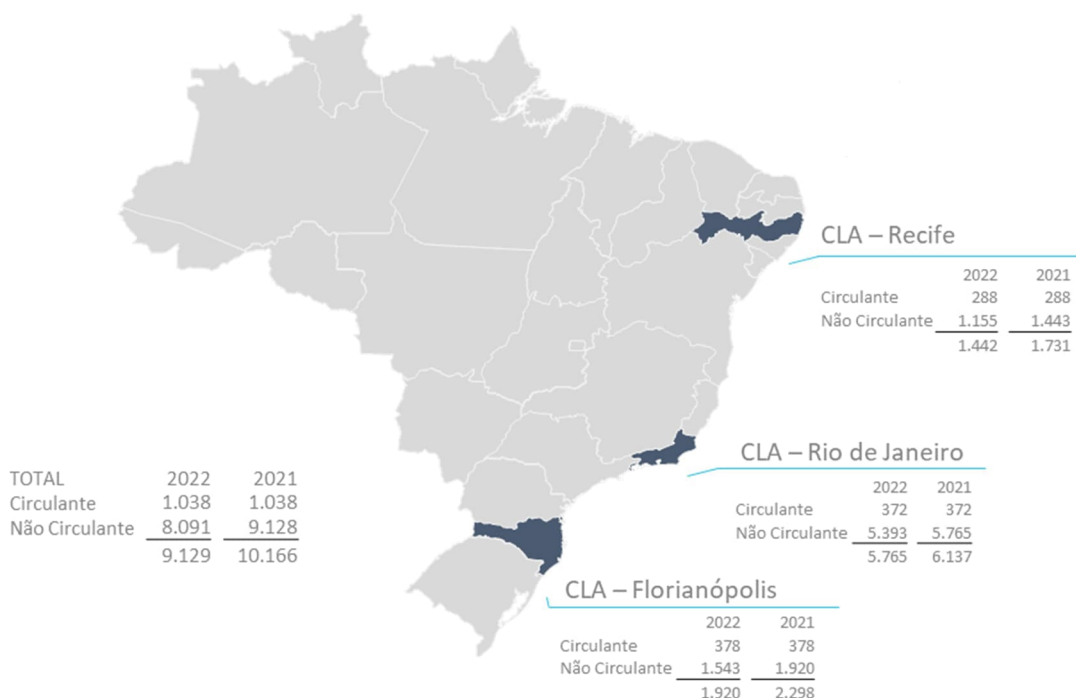 CLA – Recife
2022 2021
Circulante 288 288
Não Circulante 1.155 1.443
1.442 1.731
CLA – Rio de Janeiro
2022 2021
Circulante 372 372
Não Circulante 5.393 5.765
5.765 6.137
TOTAL 2022 2021
Circulante 1.038 1.038
Não Circulante 8.091 9.128
9.129 10.166
CLA – Florianópolis
2022 2021
Circulante 378 378
Não Circulante 1.543 1.920
1.920 2.298